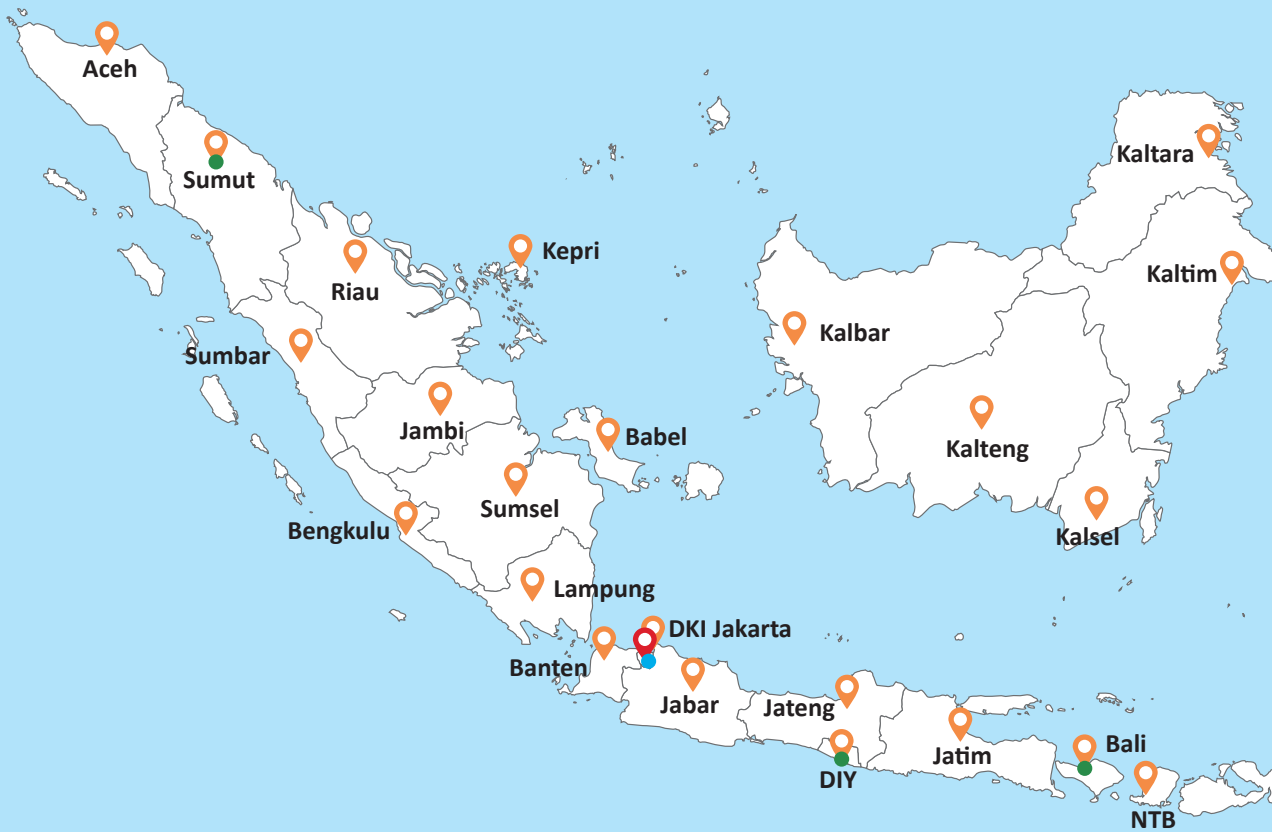 Aceh
Sumut
Kaltara
Kepri
Kaltim
Riau
Kalbar
Sumbar
Jambi
Babel
Kalteng
Sumsel
Bengkulu
Kalsel
Lampung
DKI Jakarta
Banten
Jabar
Jateng
Bali
Jatim
DIY
NTB